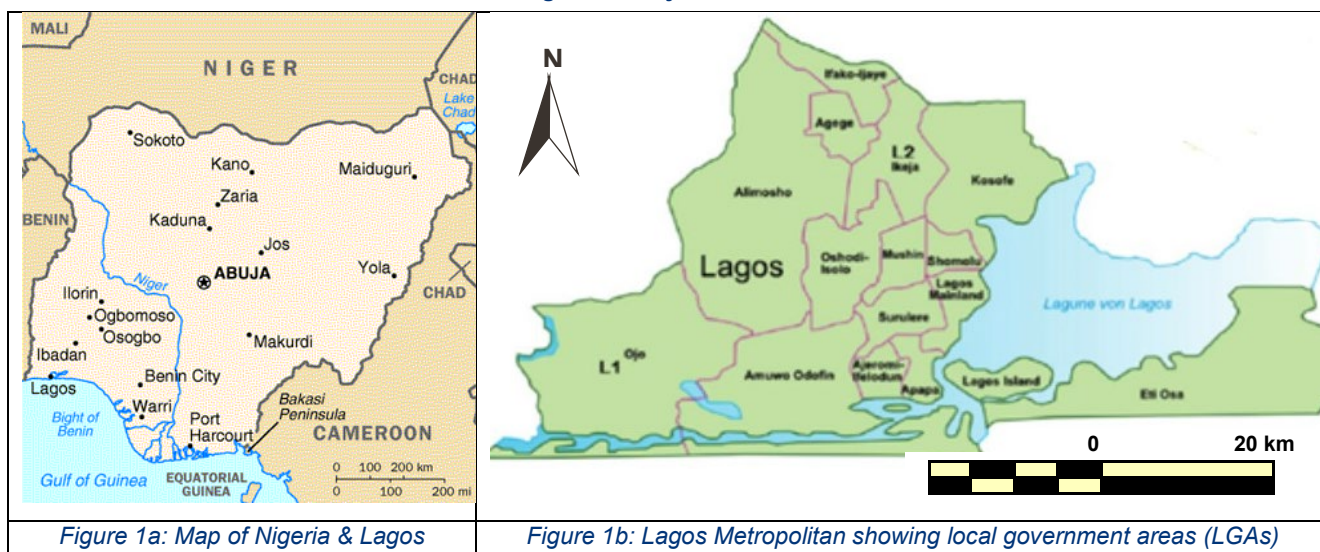 MALI
NIGER
CHAD
Lake
Chad
Sokoto
Kano
Maiduguri
Zaria
Kaduna
BENIN
Jos
ABUJA
Yola
Niger
CHAD
Ilorin
Ogbomoso
Osogbo
Makurdi
Ibadan
Benin City
Lagos
Warri
Bight of
Benin
Port
Harcourt
Bakasi
Peninsula
CAMEROON
Gulf of Guinea
EQUATORIAL
GUINEA
0 100 200 km
0 100 200 mi
N
Ifako-Ijaye
Agege
L2
Ikeja
Kosofe
Alimosho
Lagos
Oshodi-
Isolo
Mushin
Shomolu
Lagos
Mainland
Lagune von Lagos
Surulere
L1
Ojo
Amuwo Odofin
Ajeromi-
Ifelodun
Apapa
Lagos Island
Eti Osa
0 20 km
Figure 1a: Map of Nigeria & Lagos
Figure 1b: Lagos Metropolitan showing local government areas (LGAs)